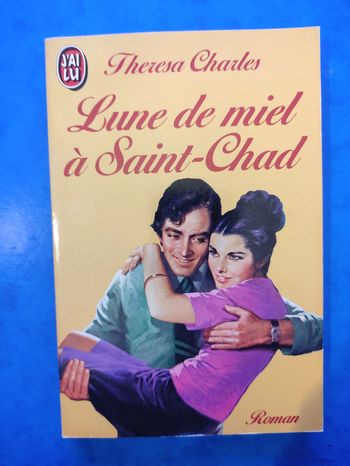 J'AI
LU
Theresa Charles
Lune de miel
à Saint-Chad
Roman